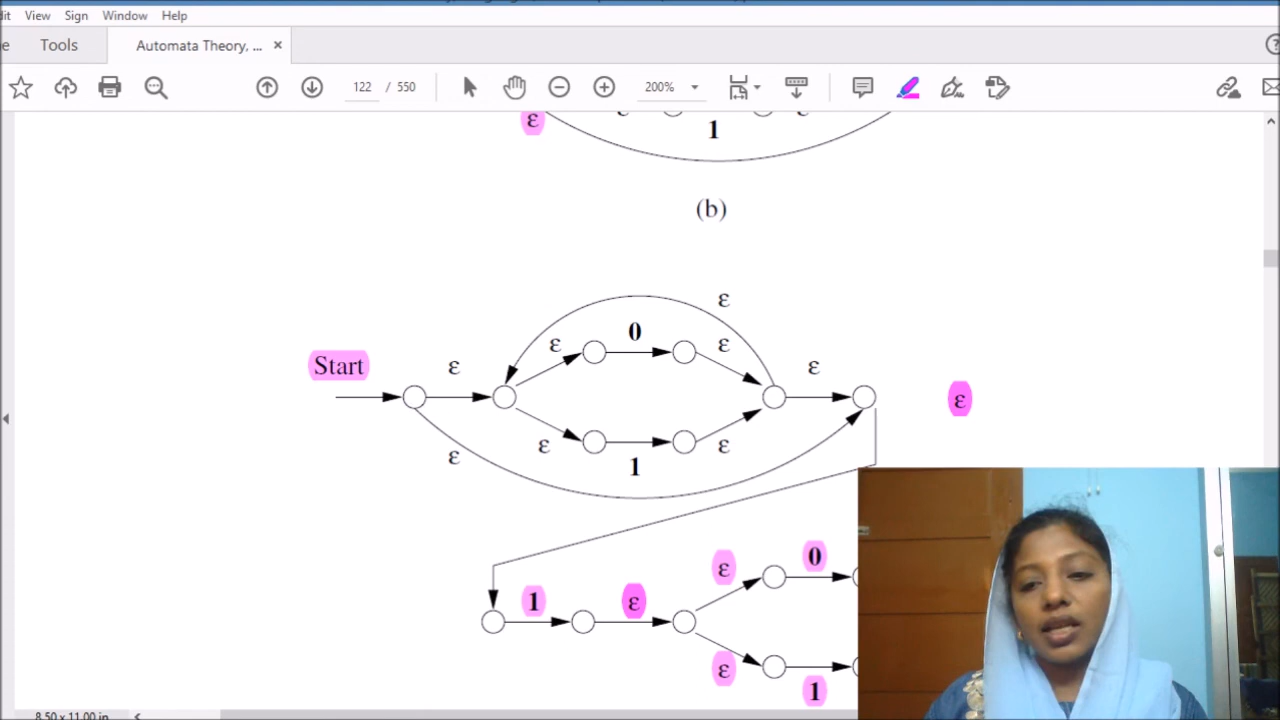 View Sign Window Help
Tools Automata Theory, ... ×
122 / 550 200%
ε 1
(b)
ε
ε 0 ε
Start ε ε
ε
ε ε ε
1
ε 0
1 ε
ε
1
8.50 x 11.00 in